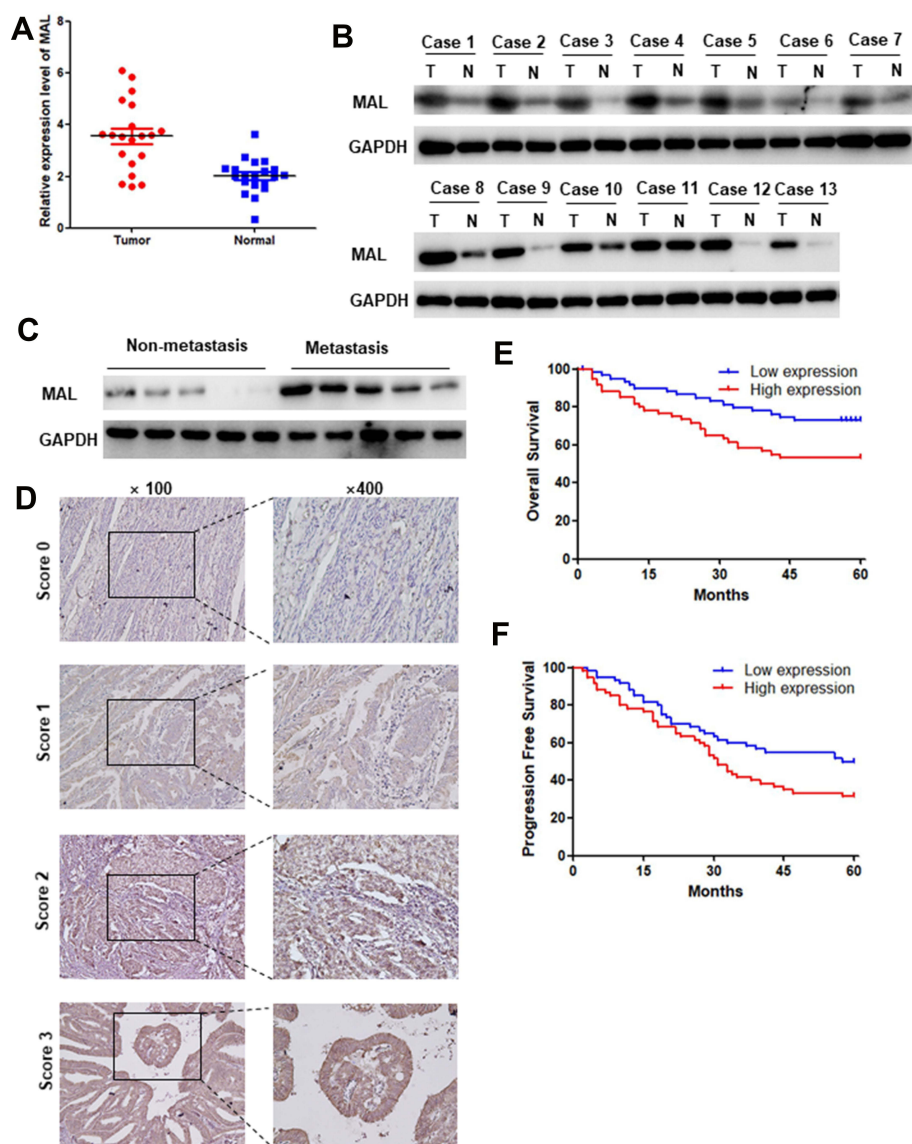 A
Relative expression level of MAL
8
6
4
2
0
Tumor Normal
B
Case 1 Case 2 Case 3 Case 4 Case 5 Case 6 Case 7
T N T N T N T N T N T N T N
MAL
GAPDH
Case 8 Case 9 Case 10 Case 11 Case 12 Case 13
T N T N T N T N T N T N
MAL
GAPDH
C
Non-metastasis Metastasis
MAL
GAPDH
D
× 100 ×400
Score 0
Score 1
Score 2
Score 3
E
Overall Survival
100
80
60
40
20
0
Low expression
High expression
0 15 30 45 60
Months
F
Progression Free Survival
100
80
60
40
20
0
Low expression
High expression
0 15 30 45 60
Months